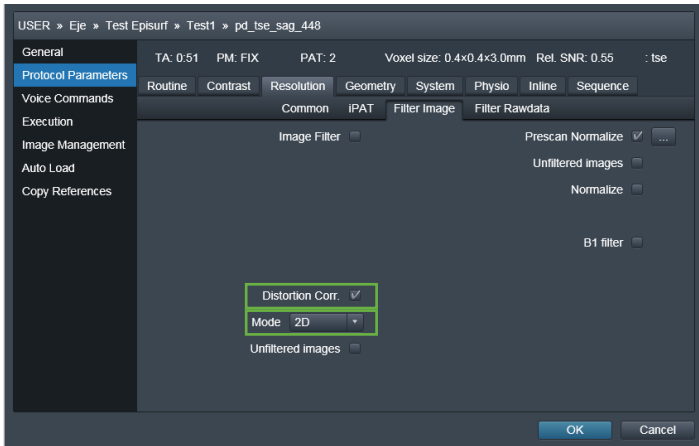 USER » Eje » Test Episurf » Test1 » pd_tse_sag_448
General
Protocol Parameters
Voice Commands
Execution
Image Management
Auto Load
Copy References
TA: 0:51 PM: FIX PAT: 2 Voxel size: 0.4×0.4×3.0mm Rel. SNR: 0.55 : tse
Routine Contrast Resolution Geometry System Physio Inline Sequence
Common iPAT Filter Image Filter Rawdata
Image Filter Prescan Normalize ...
Unfiltered images
Normalize
B1 filter
Distortion Corr.
Mode 2D
Unfiltered images
OK Cancel